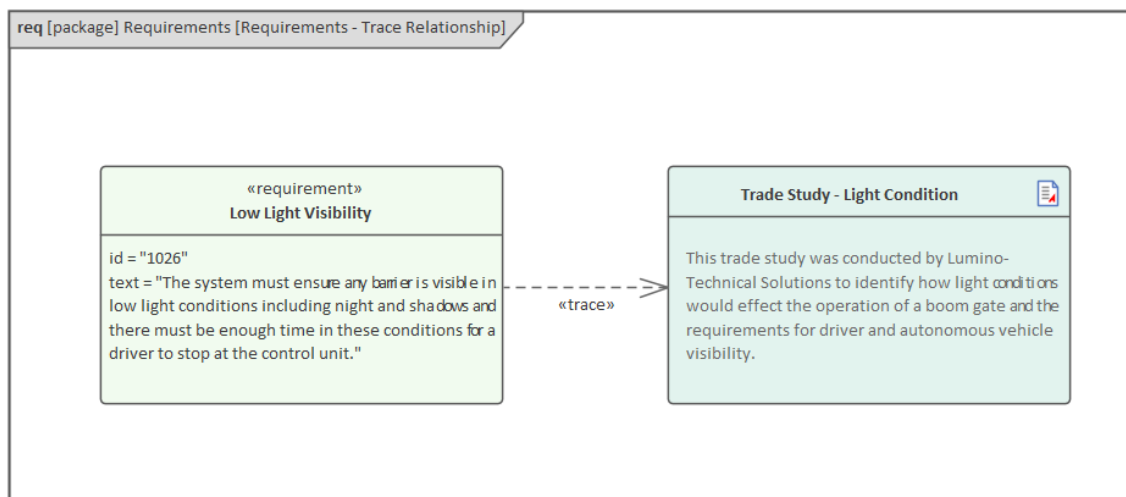 req [package] Requirements [Requirements - Trace Relationship]
«requirement»
Low Light Visibility
id = "1026"
text = "The system must ensure any barrier is visible in
low light conditions including night and shadows and
there must be enough time in these conditions for a
driver to stop at the control unit."
«trace»
Trade Study - Light Condition
This trade study was conducted by Lumino-
Technical Solutions to identify how light conditions
would effect the operation of a boom gate and the
requirements for driver and autonomous vehicle
visibility.